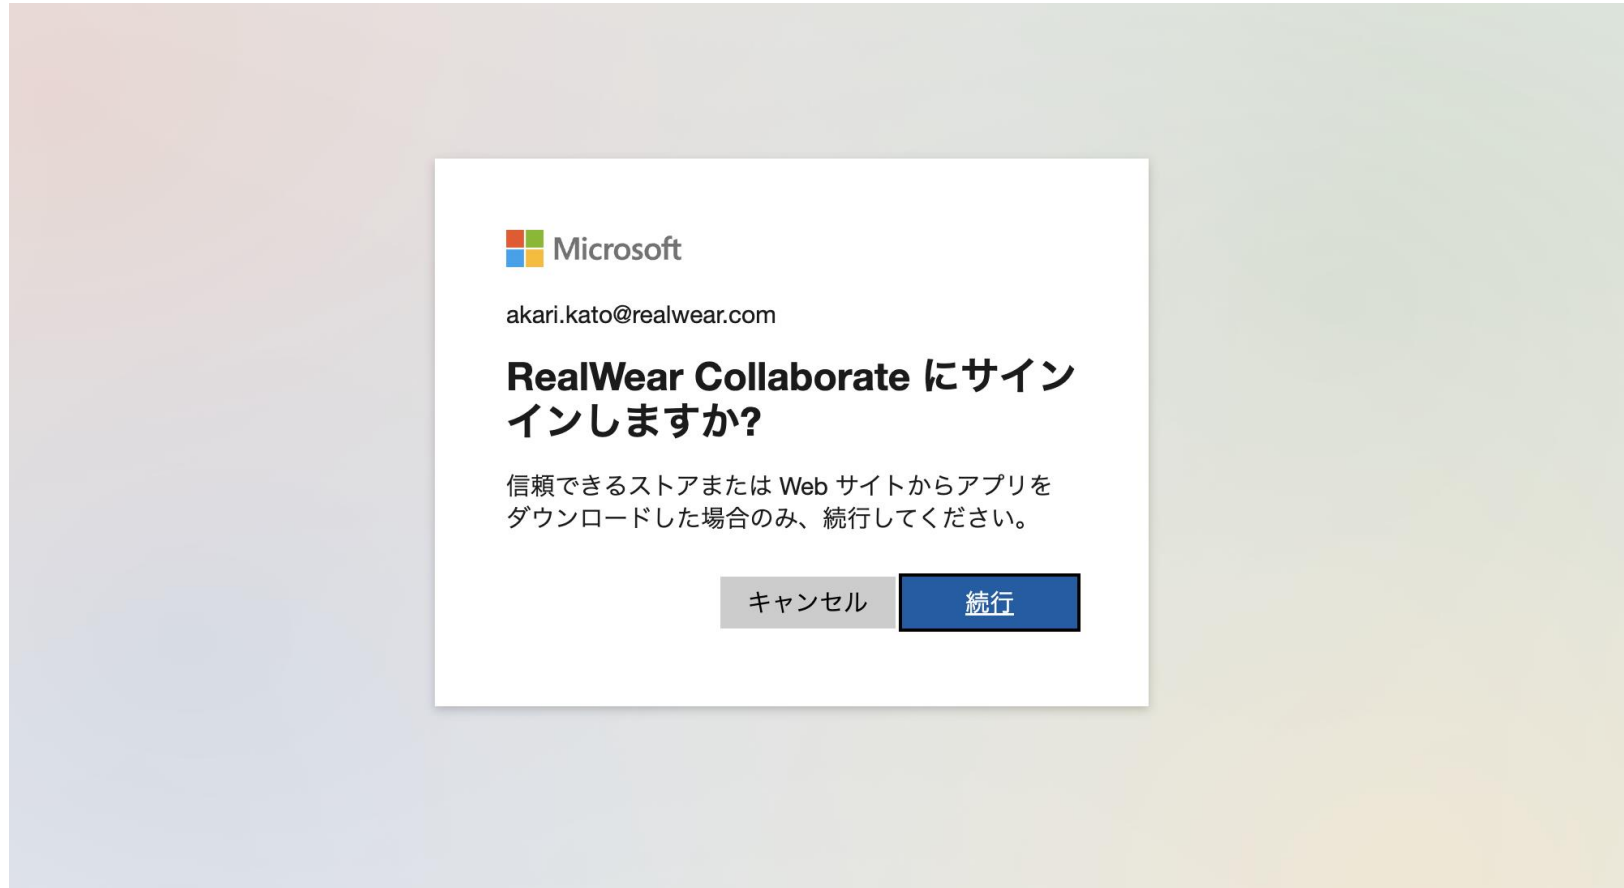 Microsoft
akari.kato@realwear.com
RealWear Collaborate にサイン
インしますか?
信頼できるストアまたは Web サイトからアプリを
ダウンロードした場合のみ、続行してください。
キャンセル
続行